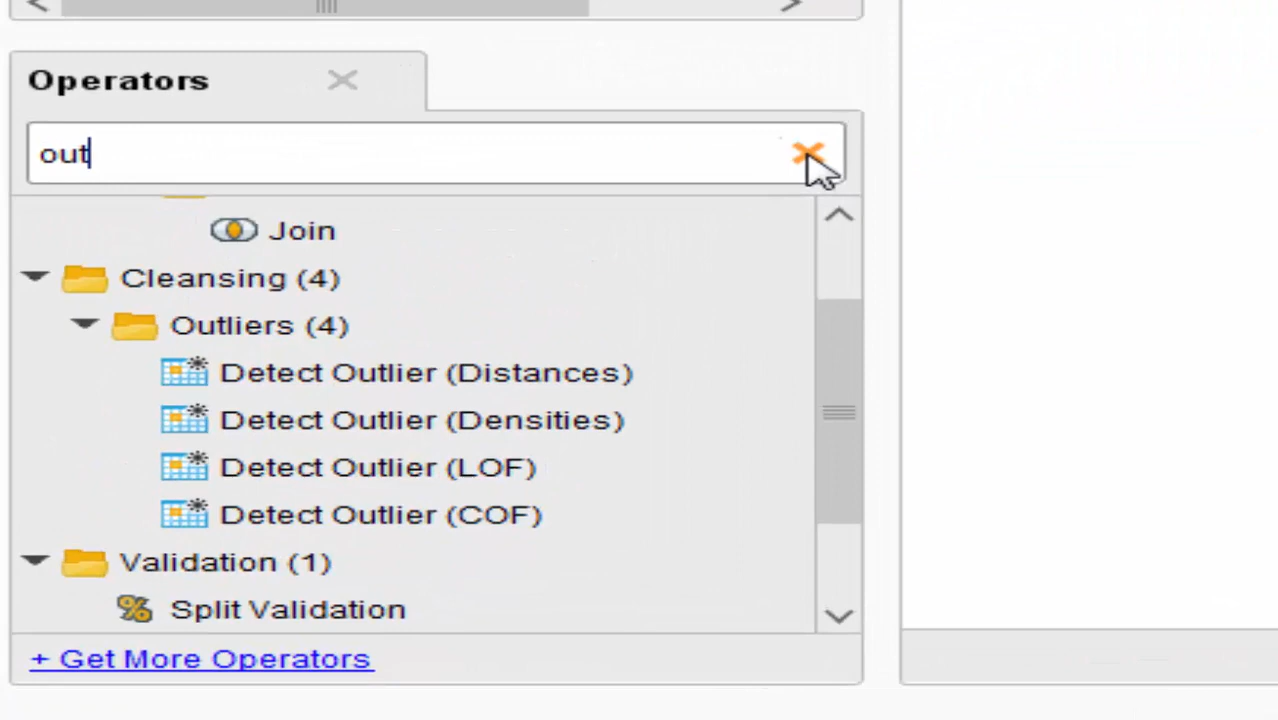 Operators
out
Join
Cleansing (4)
Outliers (4)
Detect Outlier (Distances)
Detect Outlier (Densities)
Detect Outlier (LOF)
Detect Outlier (COF)
Validation (1)
Split Validation
+ Get More Operators